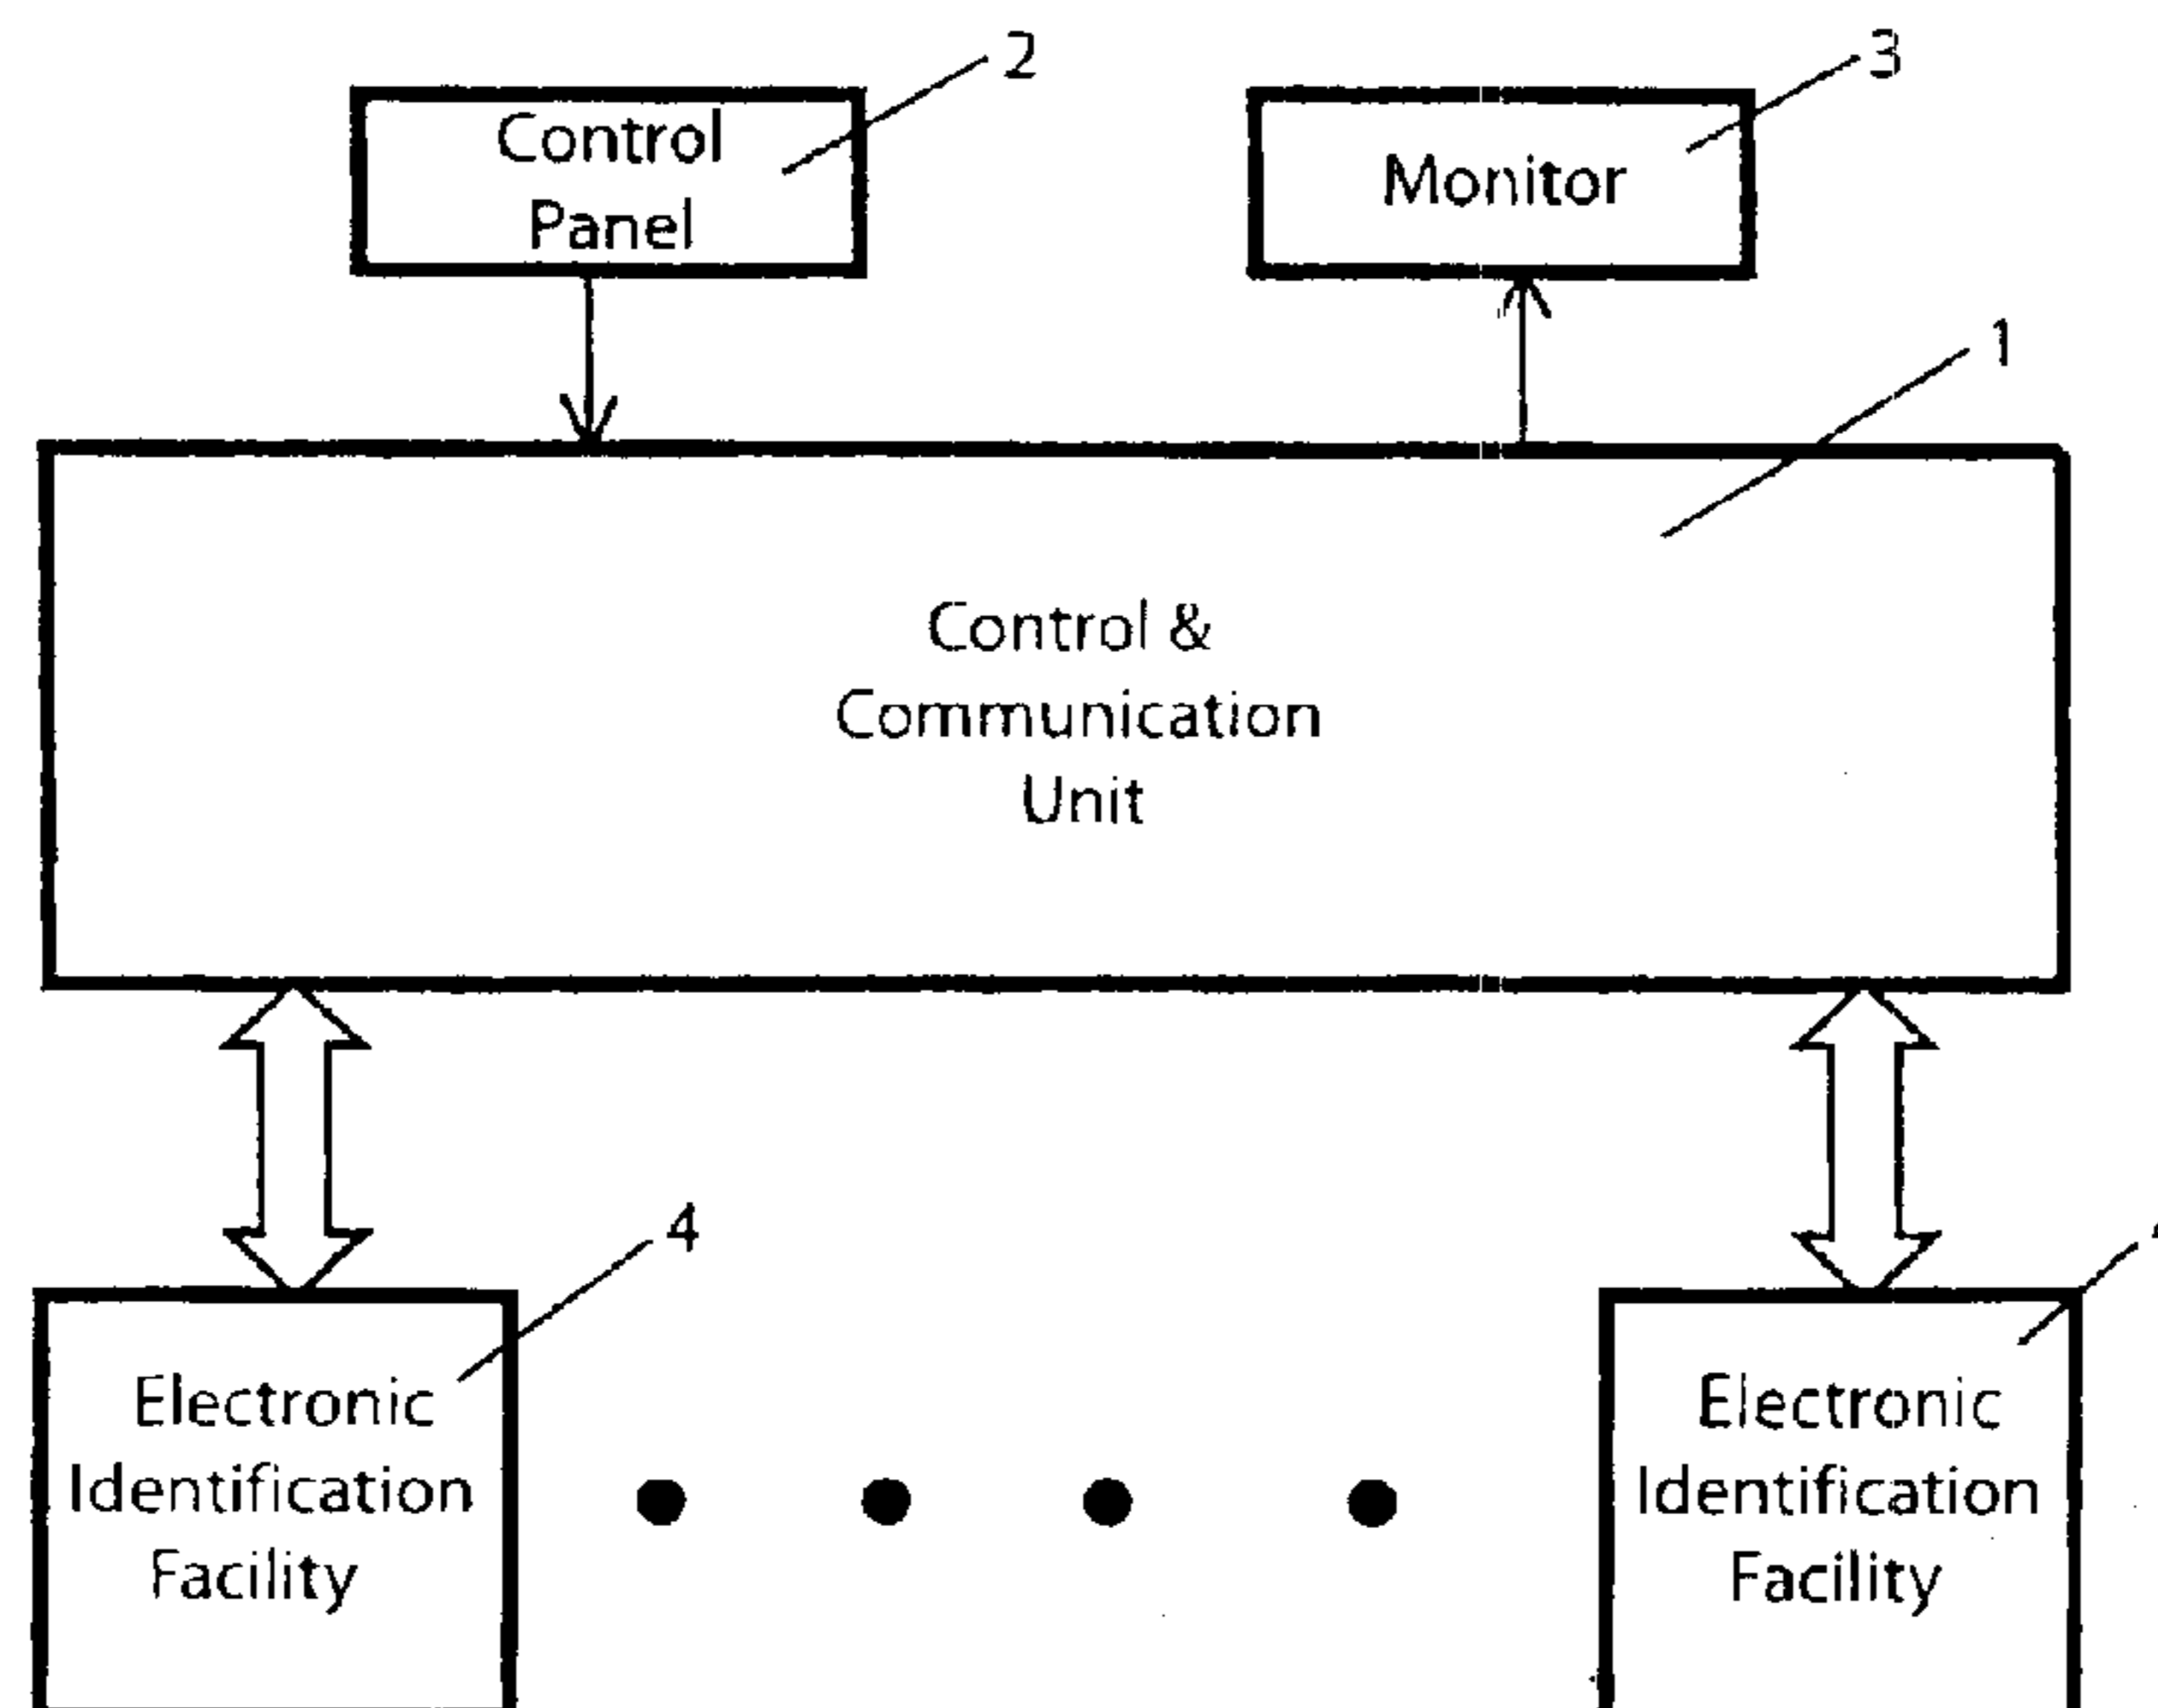 2
3
Control
Panel
Monitor
1
Control &
Communication
Unit
4
Electronic
Identification
Facility
Electronic
Identification
Facility